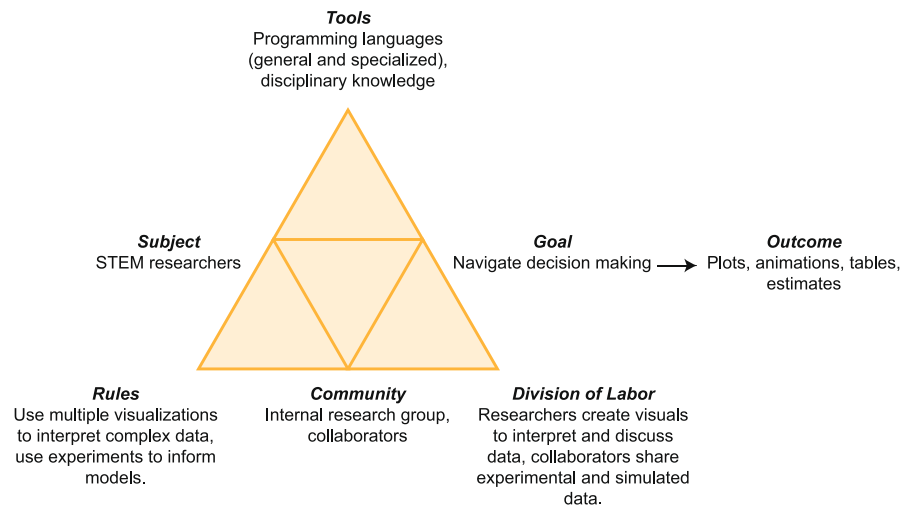 Tools
Programming languages
(general and specialized),
disciplinary knowledge
Subject
STEM researchers
Goal
Navigate decision making
Outcome
Plots, animations, tables,
estimates
Rules
Use multiple visualizations
to interpret complex data,
use experiments to inform
models.
Community
Internal research group,
collaborators
Division of Labor
Researchers create visuals
to interpret and discuss
data, collaborators share
experimental and simulated
data.